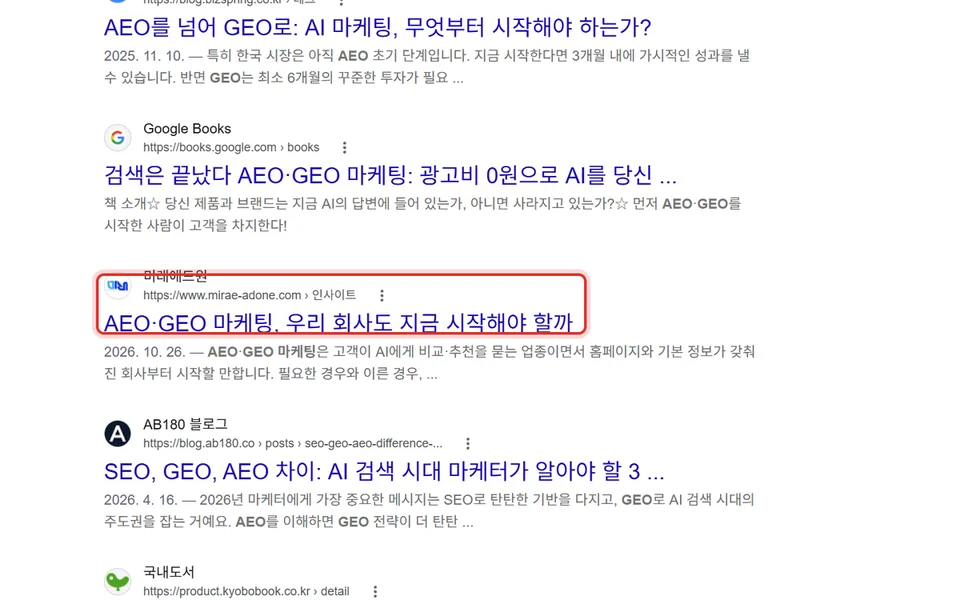 https://blog.bizspring.co.kr › 테크
AEO를 넘어 GEO로: AI 마케팅, 무엇부터 시작해야 하는가?
2025. 11. 10. — 특히 한국 시장은 아직 AEO 초기 단계입니다. 지금 시작한다면 3개월 내에 가시적인 성과를 낼
수 있습니다. 반면 GEO는 최소 6개월의 꾸준한 투자가 필요 ...
Google Books
https://books.google.com › books
검색은 끝났다 AEO·GEO 마케팅: 광고비 0원으로 AI를 당신 ...
책 소개☆ 당신 제품과 브랜드는 지금 AI의 답변에 들어 있는가, 아니면 사라지고 있는가?☆ 먼저 AEO·GEO를
시작한 사람이 고객을 차지한다!
미래애드원
https://www.mirae-adone.com › 인사이트
AEO·GEO 마케팅, 우리 회사도 지금 시작해야 할까
2026. 10. 26. — AEO·GEO 마케팅은 고객이 AI에게 비교·추천을 묻는 업종이면서 홈페이지와 기본 정보가 갖춰
진 회사부터 시작할 만합니다. 필요한 경우와 이른 경우, ...
AB180 블로그
https://blog.ab180.co › posts › seo-geo-aeo-difference-...
SEO, GEO, AEO 차이: AI 검색 시대 마케터가 알아야 할 3 ...
2026. 4. 16. — 2026년 마케터에게 가장 중요한 메시지는 SEO로 탄탄한 기반을 다지고, GEO로 AI 검색 시대의
주도권을 잡는 거예요. AEO를 이해하면 GEO 전략이 더 탄탄 ...
국내도서
https://product.kyobobook.co.kr › detail